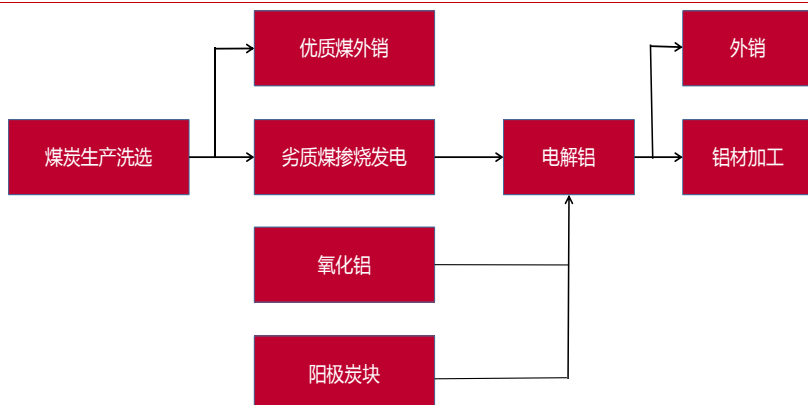 优质煤外销
外销
煤炭生产洗选
劣质煤掺烧发电
电解铝
铝材加工
氧化铝
阳极炭块